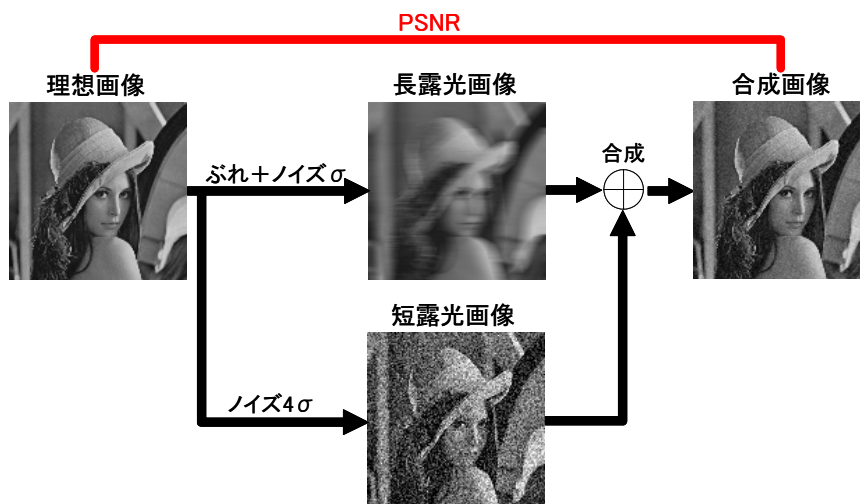 PSNR
理想画像
長露光画像
合成画像
ぶれ＋ノイズσ
合成
短露光画像
ノイズ4σ